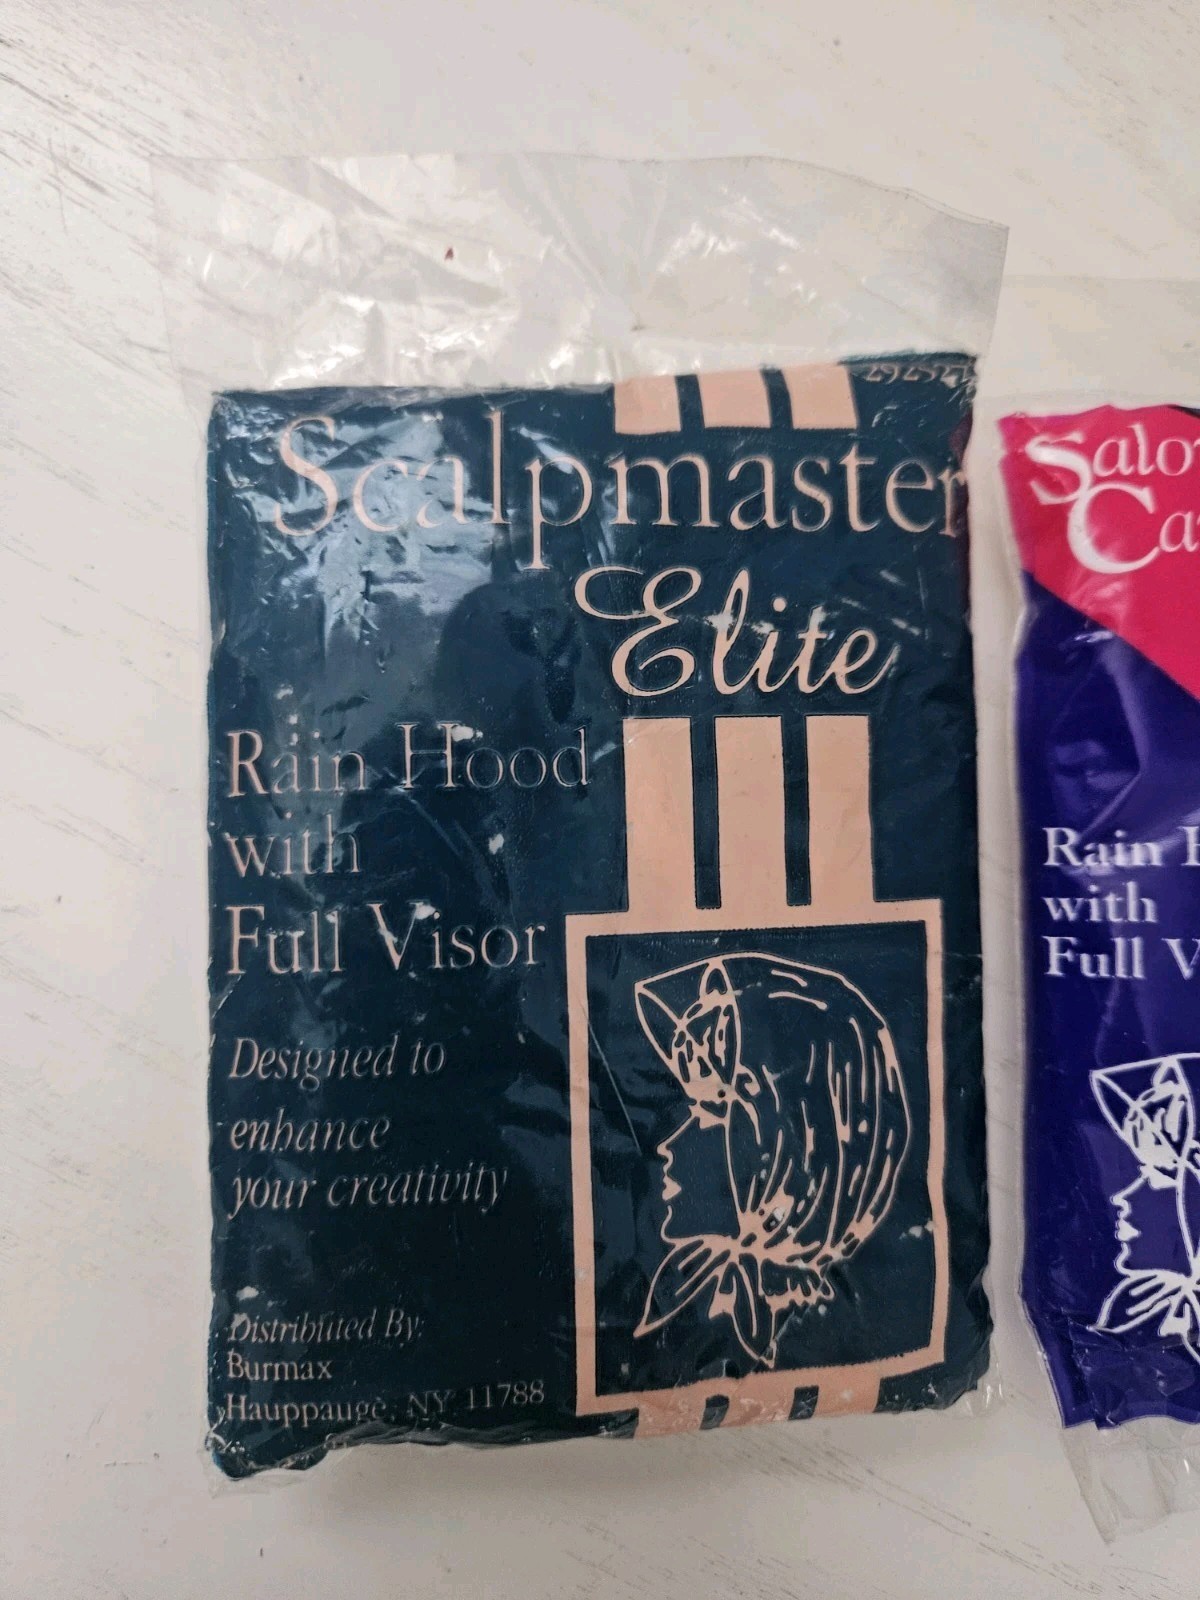 Scalpmaster
Elite
Rain Hood
with
Full Visor
Designed to
enhance
your creativity
Distributed By:
Burmax
Hauppauge, NY 11788
Rain
with
Full